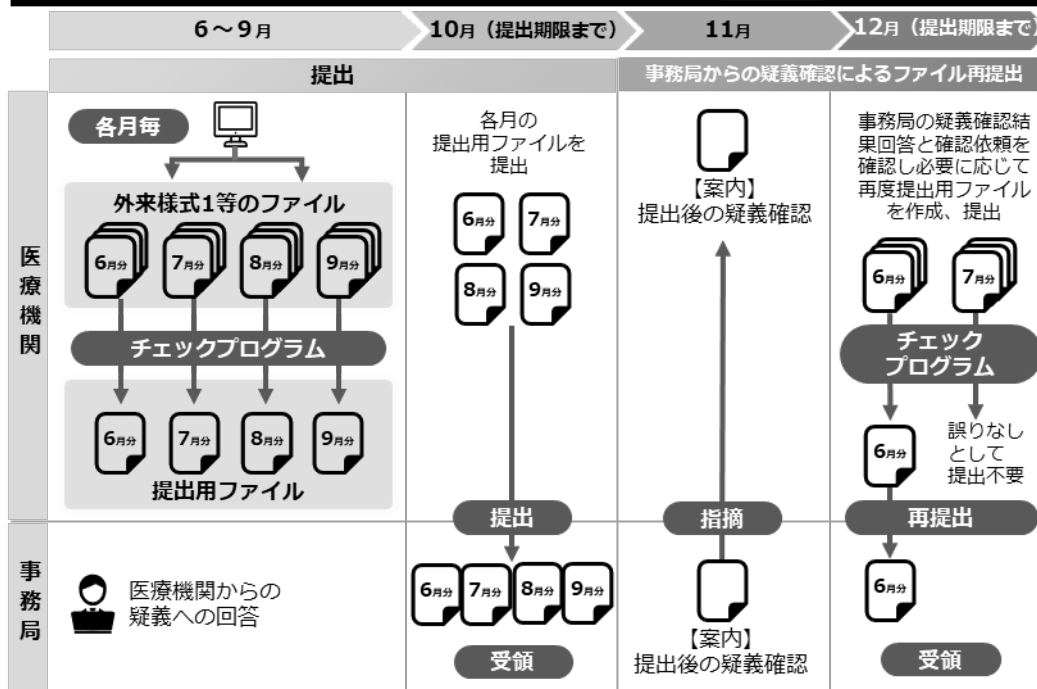 6～9月
10月（提出期限まで）
11月
12月（提出期限まで）
提出
事務局からの疑義確認によるファイル再提出
医療機関
各月毎
外来様式1等のファイル
6月分
7月分
8月分
9月分
チェックプログラム
6月分
7月分
8月分
9月分
提出用ファイル
各月の
提出用ファイルを
提出
6月分
7月分
8月分
9月分
提出
【案内】
提出後の疑義確認
指摘
事務局の疑義確認結
果回答と確認依頼を
確認し必要に応じて
再度提出用ファイル
を作成、提出
6月分
7月分
チェック
プログラム
6月分
誤りなし
として
提出不要
再提出
事務局
医療機関からの
疑義への回答
6月分
7月分
8月分
9月分
受領
【案内】
提出後の疑義確認
6月分
受領